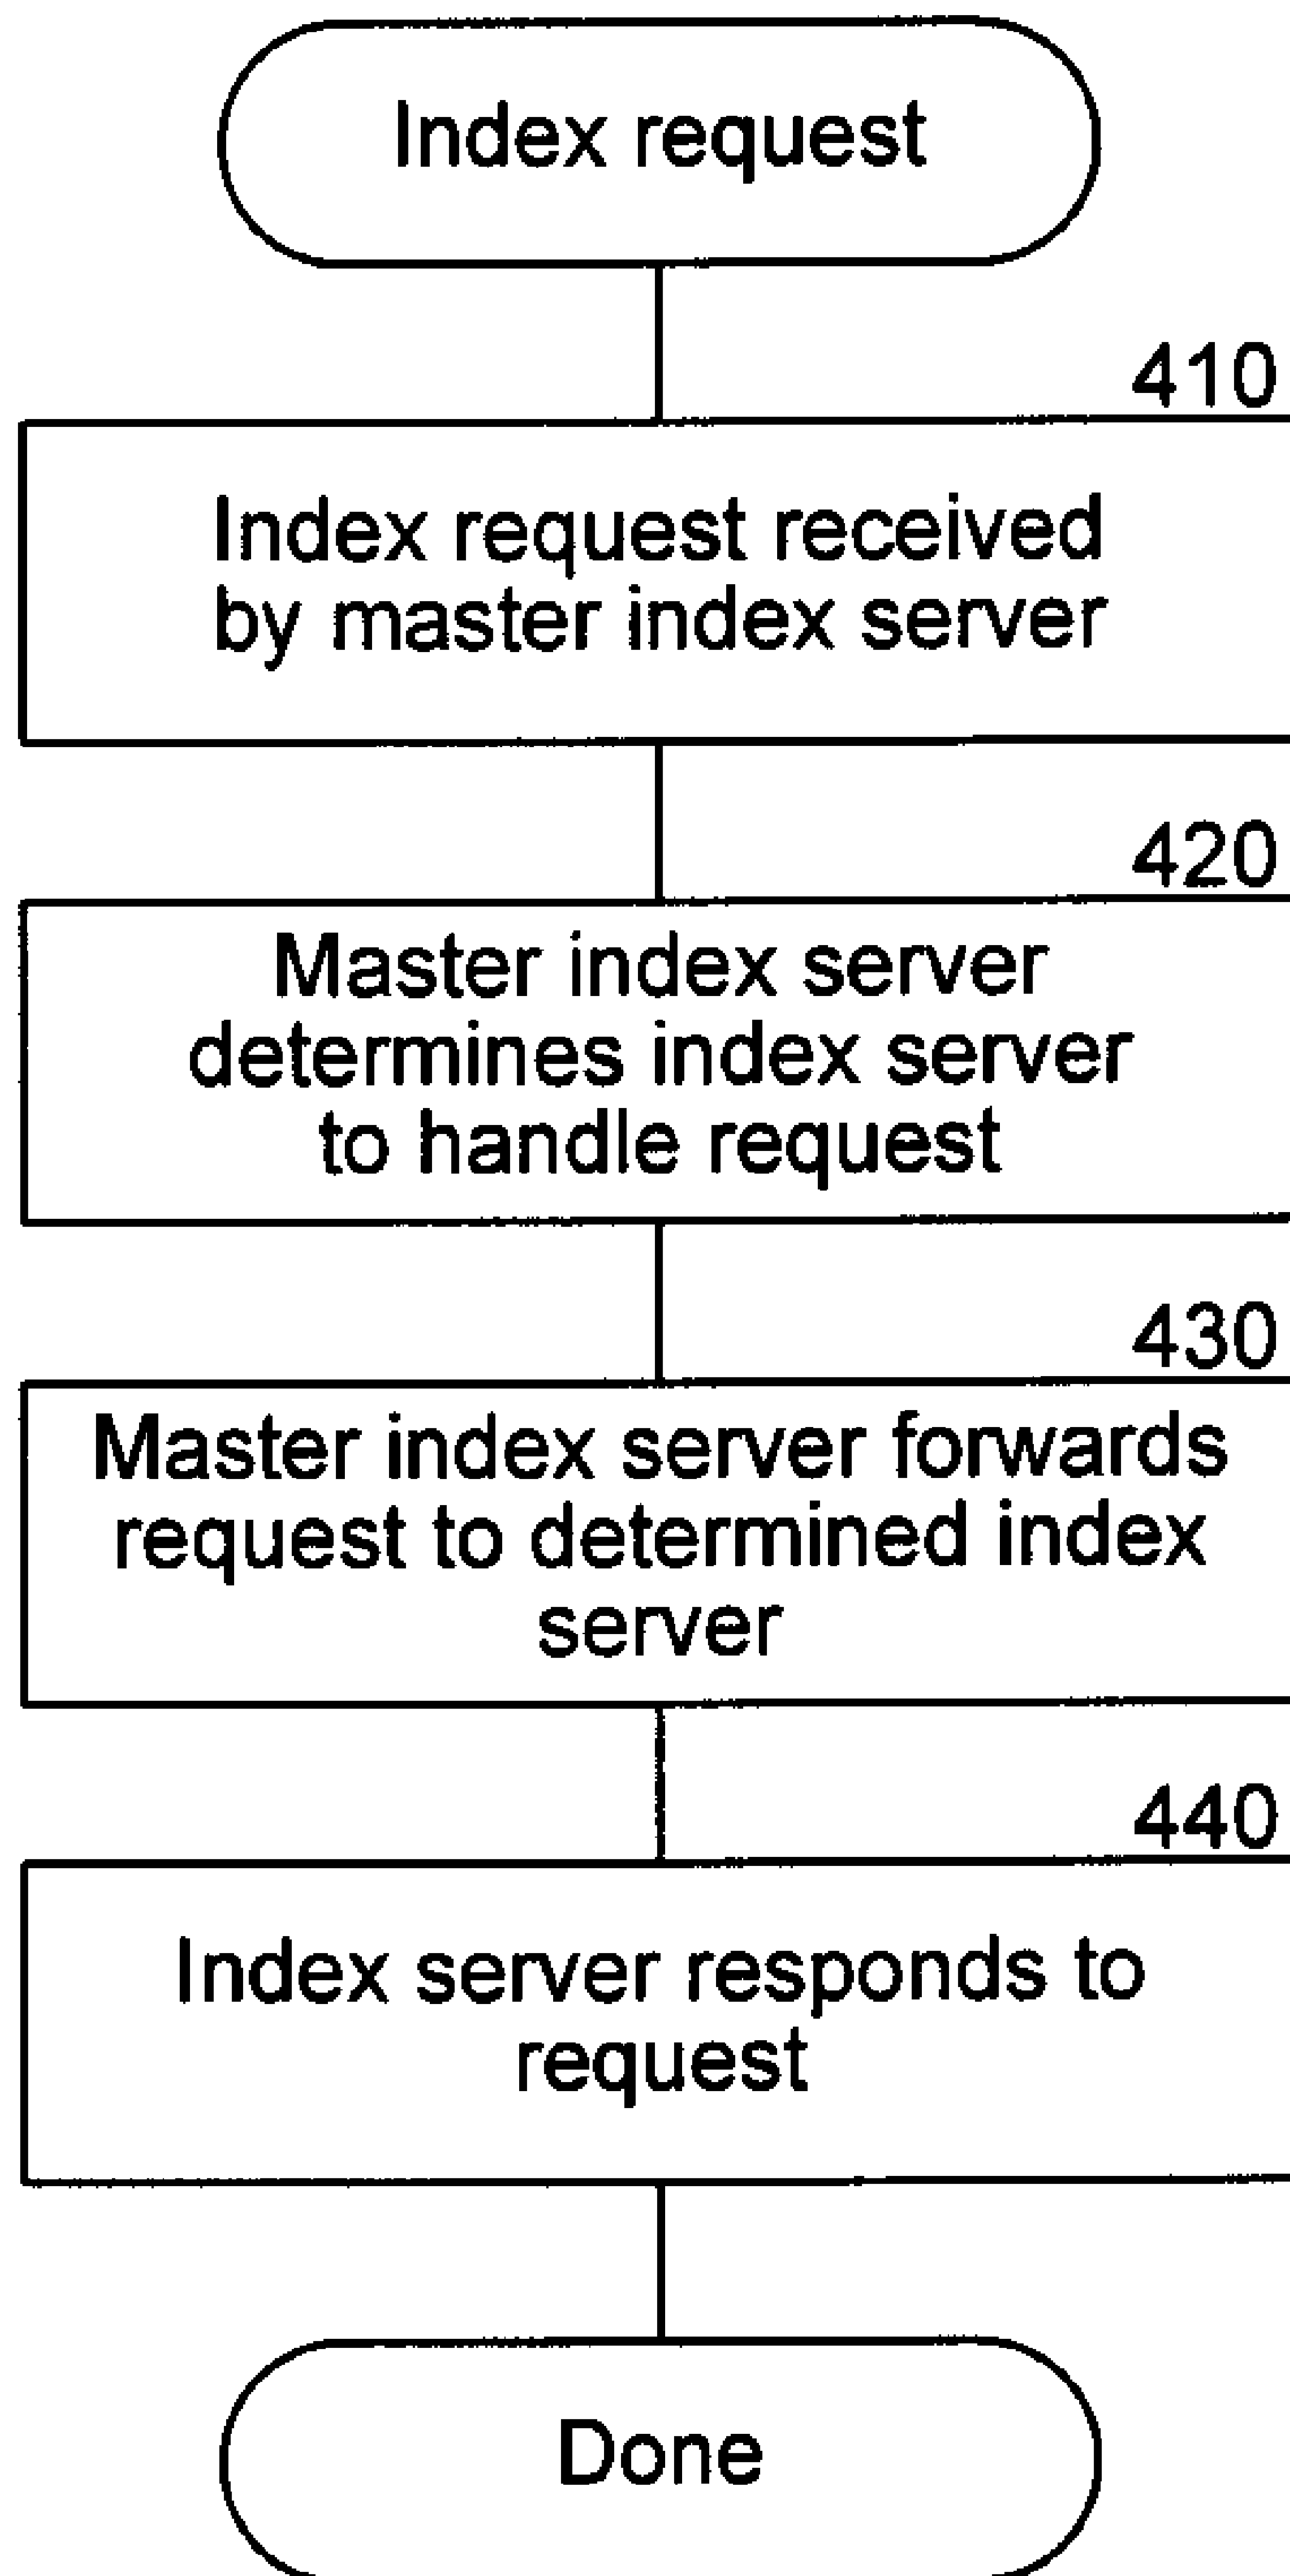 Index request
410
Index request received
by master index server
420
Master index server
determines index server
to handle request
430
Master index server forwards
request to determined index
server
440
Index server responds to
request
Done